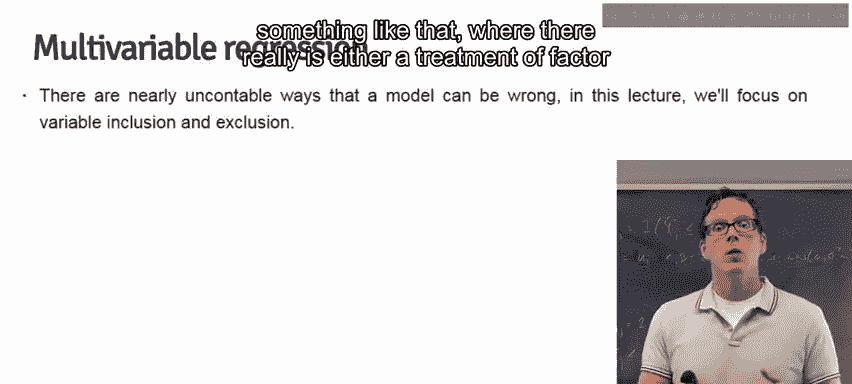 something like that, where there
Multivariable regression
really is either a treatment of factor
· There are nearly uncontable ways that a model can be wrong, in this lecture, we'll focus on
variable inclusion and exclusion.